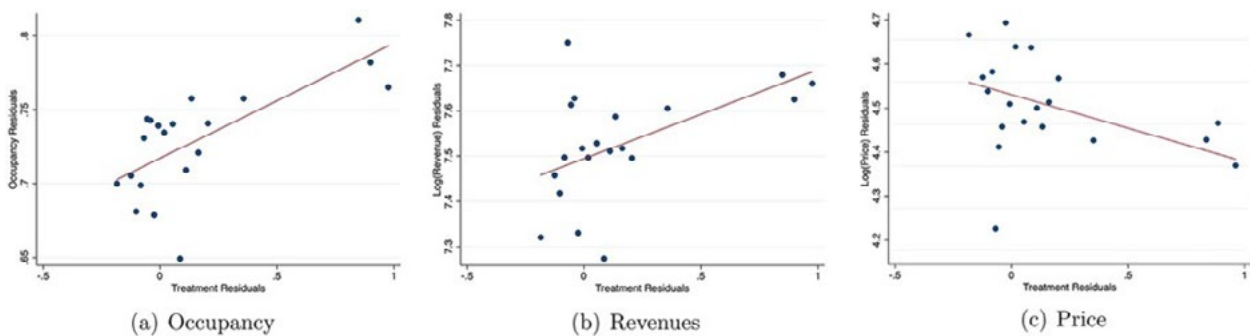 Occupancy Residuals
.65 .7 .75 .8
-.5 0 .5 1
Treatment Residuals
(a) Occupancy
Log(Revenue) Residuals
7.3 7.4 7.5 7.6 7.7 7.8
-.5 0 .5 1
Treatment Residuals
(b) Revenues
Log(Price) Residuals
4.2 4.3 4.4 4.5 4.6 4.7
-.5 0 .5 1
Treatment Residuals
(c) Price